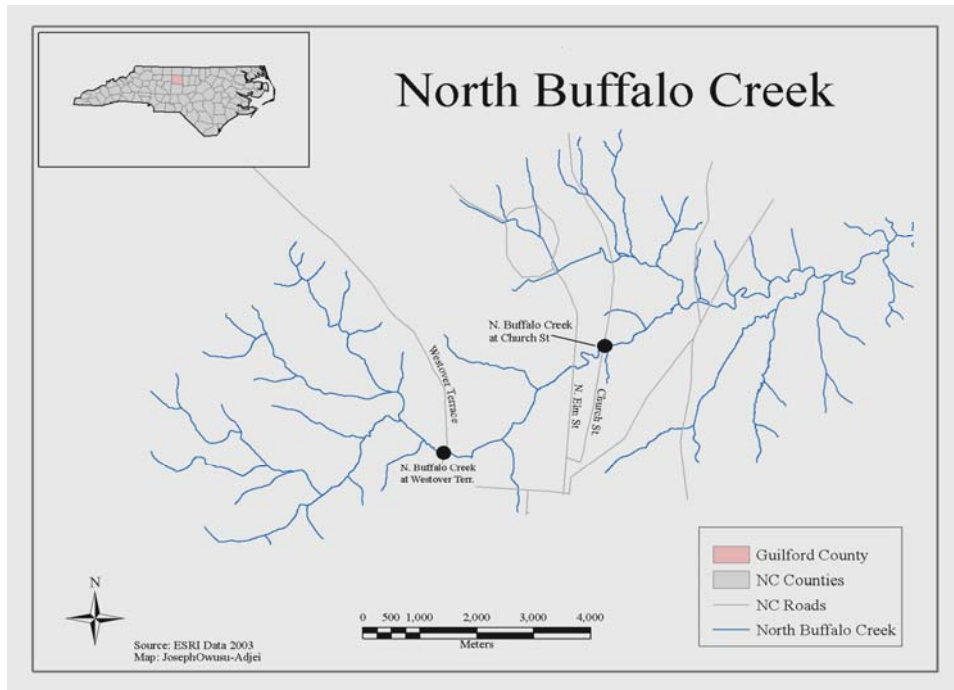 North Buffalo Creek
N. Buffalo Creek
at Church St
Westover Terrace
N. Elm St
Church St
N. Buffalo Creek
at Westover Terr.
Guilford County
NC Counties
NC Roads
North Buffalo Creek
N
0 500 1,000 2,000 3,000 4,000
Meters
Source: ESRI Data 2003
Map: JosephOwusu-Adjei